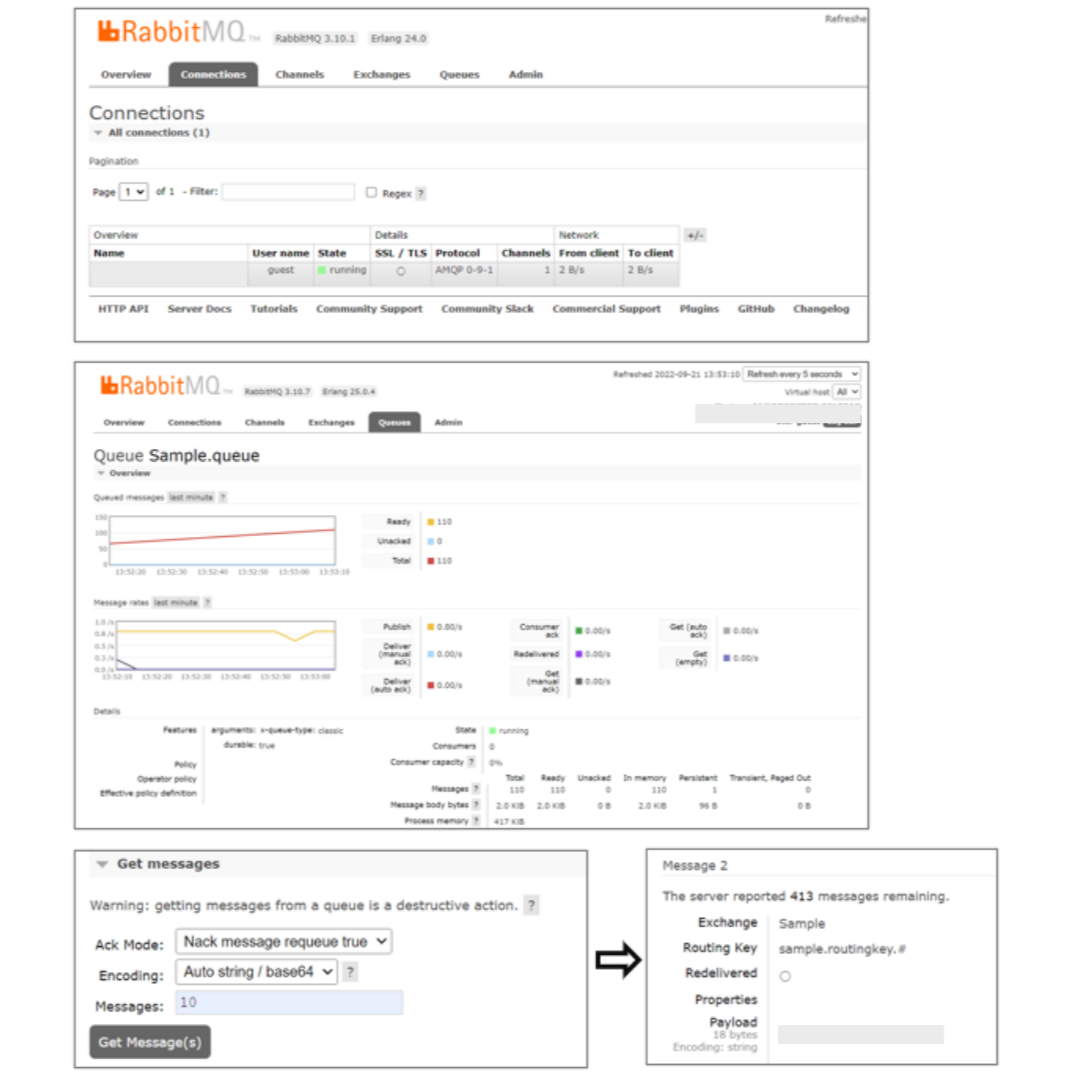 Refreshe
RabbitMQ TM RabbitMQ 3.10.1 Erlang 24.0
Overview Connections Channels Exchanges Queues Admin
Connections
All connections (1)
Pagination
Page 1 of 1 - Filter: Regex ?
Overview Details Network +/-
Name User name State SSL / TLS Protocol Channels From client To client
guest running AMQP 0-9-1 1 2 B/s 2 B/s
HTTP API Server Docs Tutorials Community Support Community Slack Commercial Support Plugins GitHub Changelog
Refreshed 2022-09-21 13:53:10 Refresh every 5 seconds
RabbitMQ TM RabbitMQ 3.10.7 Erlang 25.0.4
Virtual host All
Overview Connections Channels Exchanges Queues Admin
Queue Sample.queue
Overview
Queued messages last minute ?
150
100
50
0
13:52:20 13:52:30 13:52:40 13:52:50 13:53:00 13:53:10
Ready 110
Unacked 0
Total 110
Message rates last minute ?
1.0 /s
0.8 /s
0.5 /s
0.3 /s
0.0 /s
13:52:10 13:52:20 13:52:30 13:52:40 13:52:50 13:53:00
Publish 0.80/s
Deliver (manual ack) 0.00/s
Deliver (auto ack) 0.00/s
Consumer ack 0.00/s
Redelivered 0.00/s
Get (manual ack) 0.00/s
Get (auto ack) 0.00/s
Get (empty) 0.00/s
Details
Features arguments: x-queue-type: classic
durable: true
Policy
Operator policy
Effective policy definition
State running
Consumers 0
Consumer capacity ? 0%
Total Ready Unacked In memory Persistent Transient, Paged Out
Messages ? 110 110 0 110 1 0
Message body bytes ? 2.0 KiB 2.0 KiB 0 B 2.0 KiB 96 B 0 B
Process memory ? 417 KiB
Get messages
Warning: getting messages from a queue is a destructive action. ?
Ack Mode: Nack message requeue true
Encoding: Auto string / base64 ?
Messages: 10
Get Message(s)
Message 2
The server reported 413 messages remaining.
Exchange Sample
Routing Key sample.routingkey.#
Redelivered
Properties
Payload
18 bytes
Encoding: string